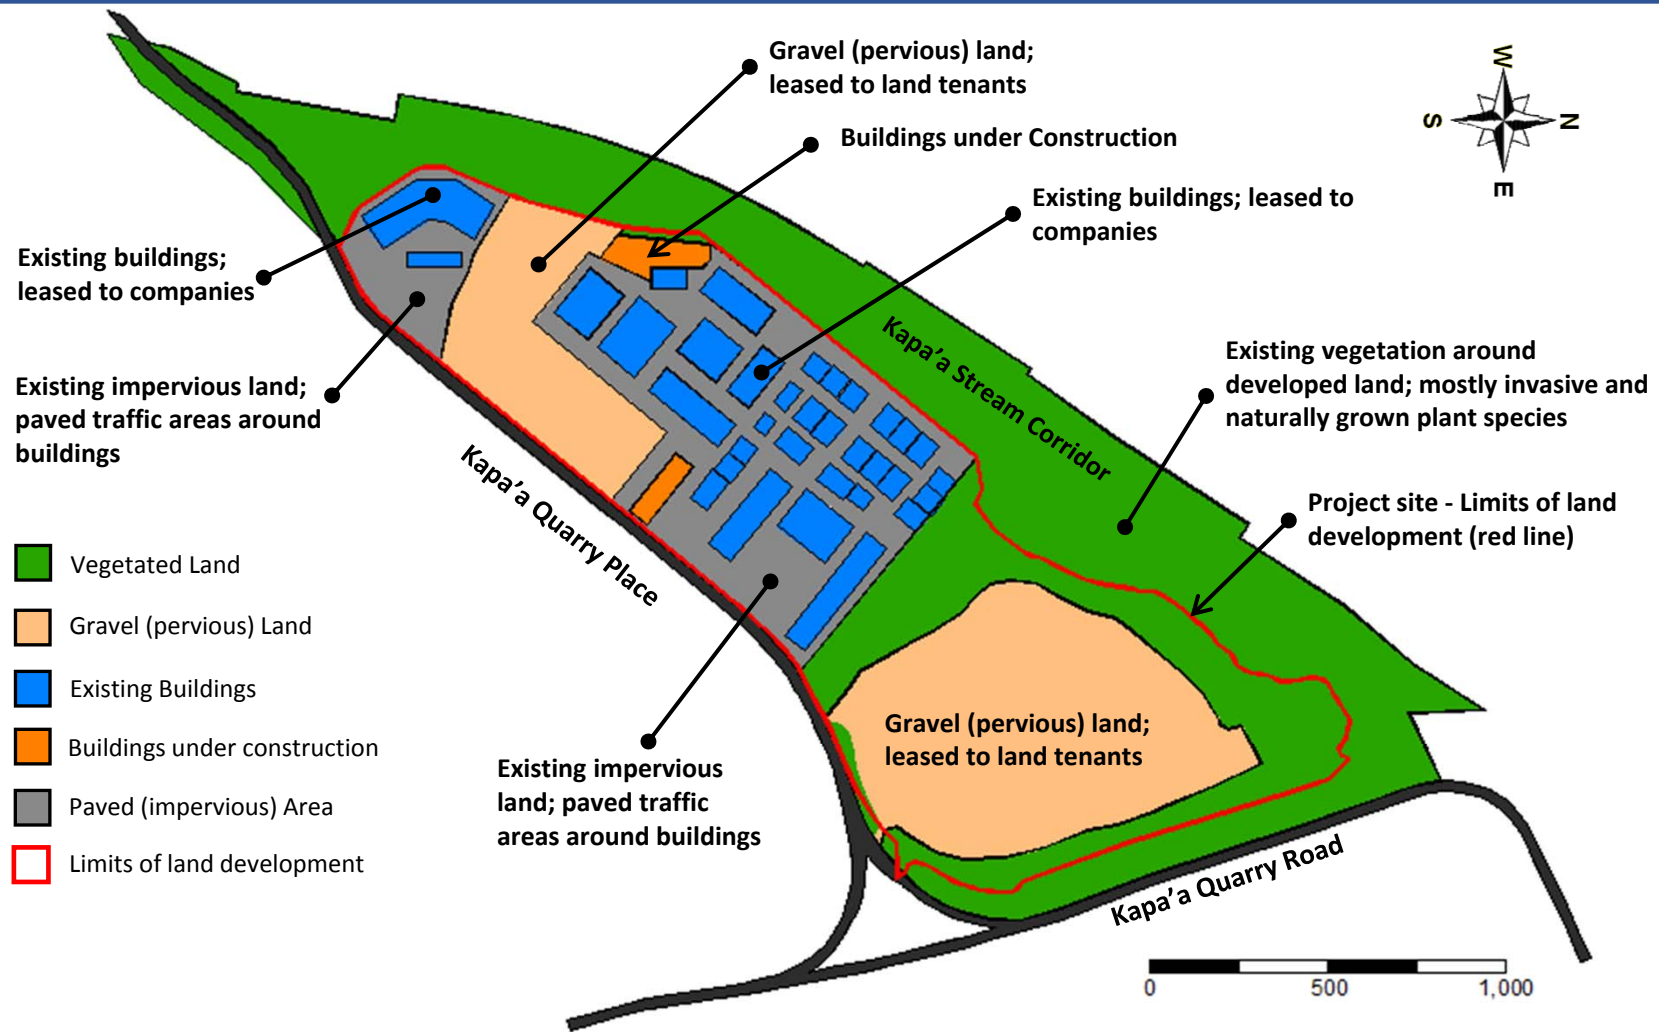 Gravel (pervious) land;
leased to land tenants
Buildings under Construction
Existing buildings; leased to
companies
W
S
N
E
Existing buildings;
leased to companies
Existing impervious land;
paved traffic areas around
buildings
Kapa’a Stream Corridor
Existing vegetation around
developed land; mostly invasive and
naturally grown plant species
Project site - Limits of land
development (red line)
Kapa’a Quarry Place
Vegetated Land
Gravel (pervious) Land
Existing Buildings
Buildings under construction
Paved (impervious) Area
Limits of land development
Existing impervious
land; paved traffic
areas around buildings
Gravel (pervious) land;
leased to land tenants
Kapa’a Quarry Road
0 500 1,000